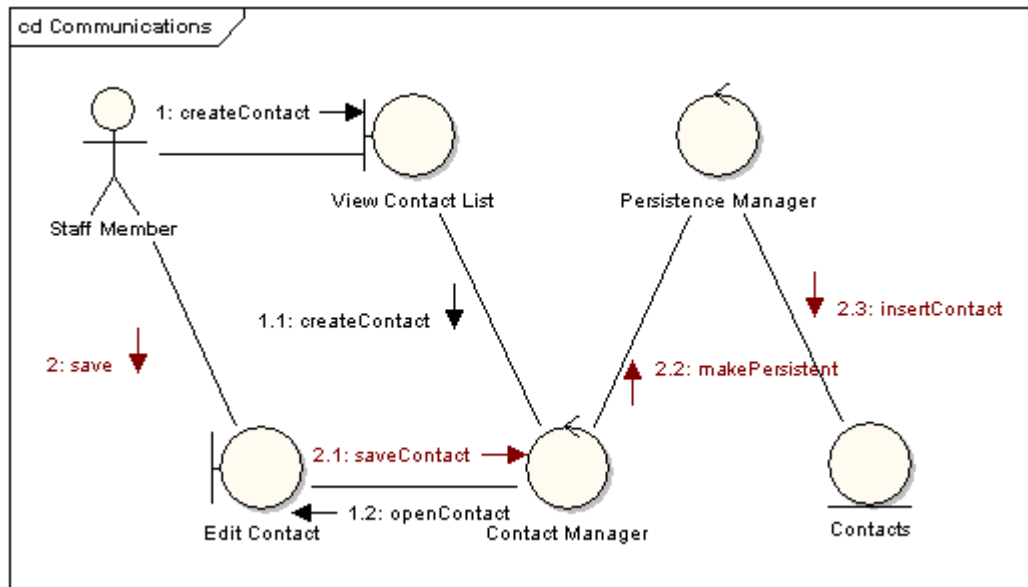 cd Communications
1: createContact
View Contact List
Persistence Manager
Staff Member
1.1: createContact
2.3: insertContact
2: save
2.2: makePersistent
2.1: saveContact
1.2: openContact
Edit Contact
Contact Manager
Contacts